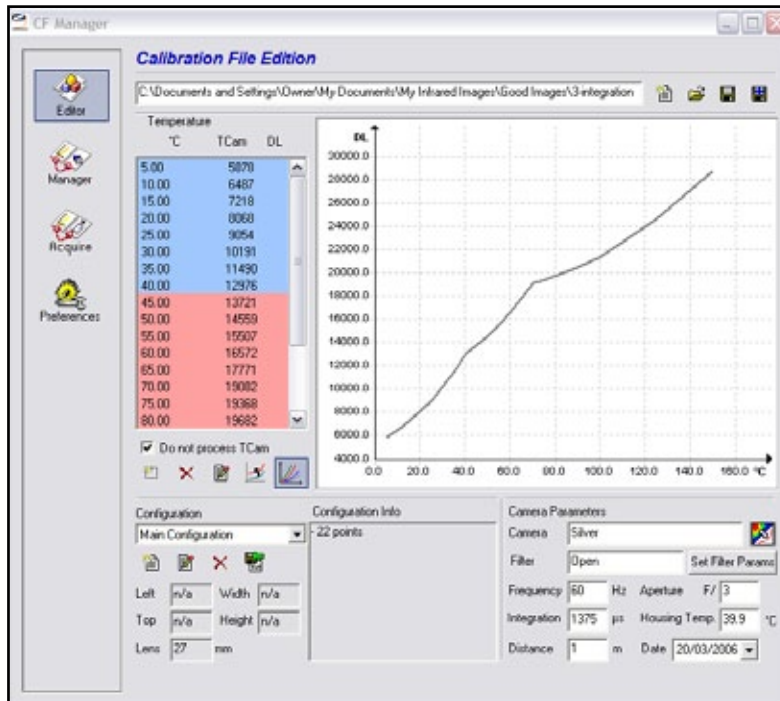 CF Manager
Calibration File Edition
C:\Documents and Settings\Owner\My Documents\My Infrared Images\Good Images\3-integration
Editor
Manager
Acquire
Preferences
Temperature
°C TCam DL
5.00 5878
10.00 6487
15.00 7218
20.00 8068
25.00 9054
30.00 10191
35.00 11490
40.00 12976
45.00 13721
50.00 14559
55.00 15507
60.00 16572
65.00 17771
70.00 19082
75.00 19368
80.00 19682
Do not process TCam
DL
30000.0
28000.0
26000.0
24000.0
22000.0
20000.0
18000.0
16000.0
14000.0
12000.0
10000.0
8000.0
6000.0
4000.0
0.0 20.0 40.0 60.0 80.0 100.0 120.0 140.0 160.0 °C
Configuration
Main Configuration
Left n/a Width n/a
Top n/a Height n/a
Lens 27 mm
Configuration Info
- 22 points
Camera Parameters
Camera Silver
Filter Open Set Filter Params
Frequency 60 Hz Aperture F/ 3
Integration 1375 µs Housing Temp. 39.9 °C
Distance 1 m Date 20/03/2006